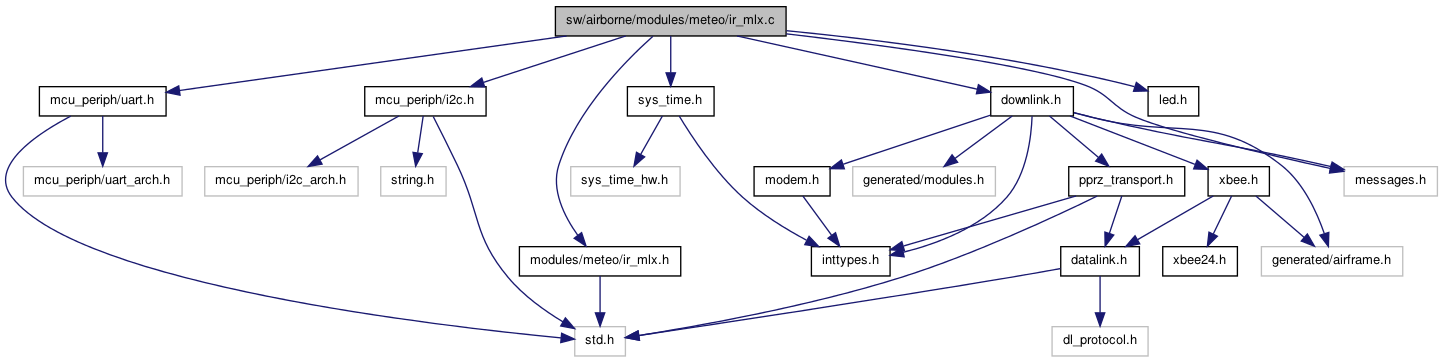 sw/airborne/modules/meteo/ir_mlx.c
mcu_periph/uart.h
mcu_periph/i2c.h
sys_time.h
downlink.h
led.h
mcu_periph/uart_arch.h
mcu_periph/i2c_arch.h
string.h
sys_time_hw.h
modem.h
generated/modules.h
pprz_transport.h
xbee.h
messages.h
modules/meteo/ir_mlx.h
inttypes.h
datalink.h
xbee24.h
generated/airframe.h
std.h
dl_protocol.h